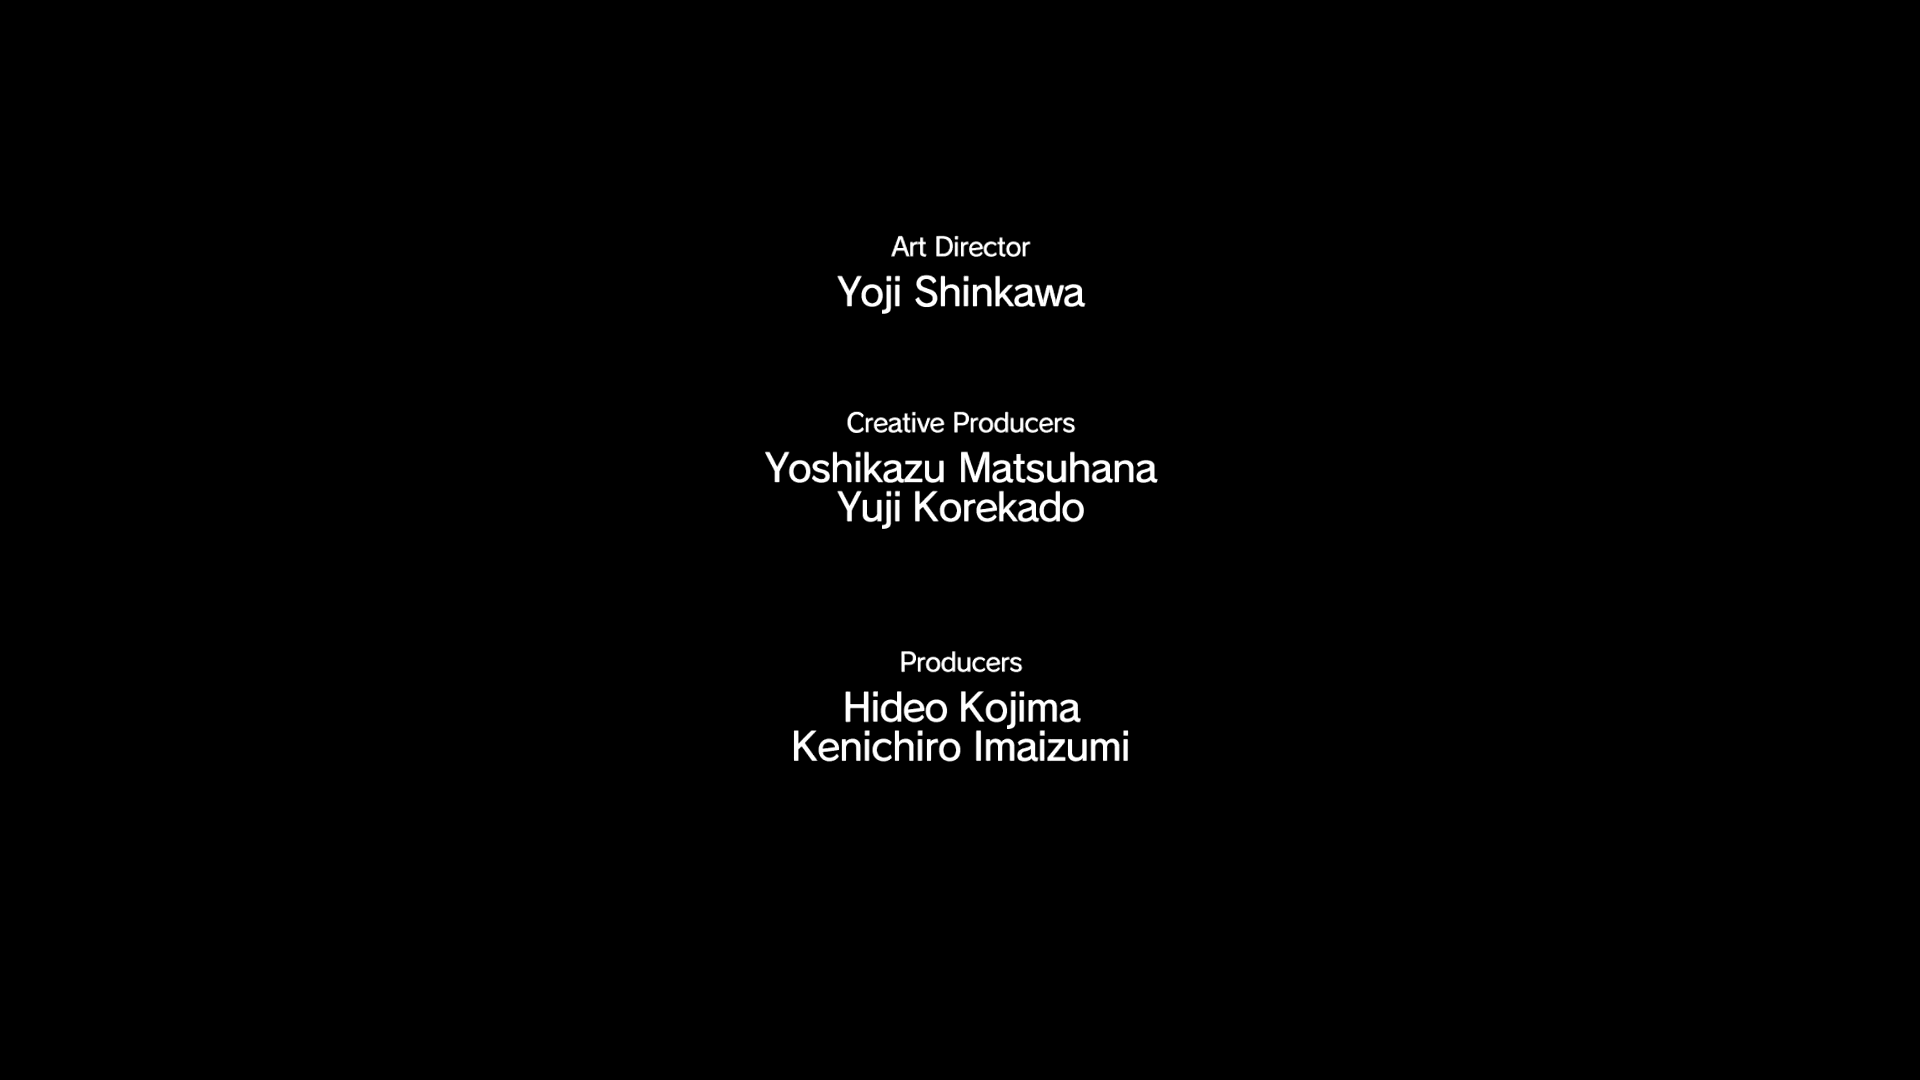 Art Director
Yoji Shinkawa
Creative Producers
Yoshikazu Matsuhana
Yuji Korekado
Producers
Hideo Kojima
Kenichiro Imaizumi